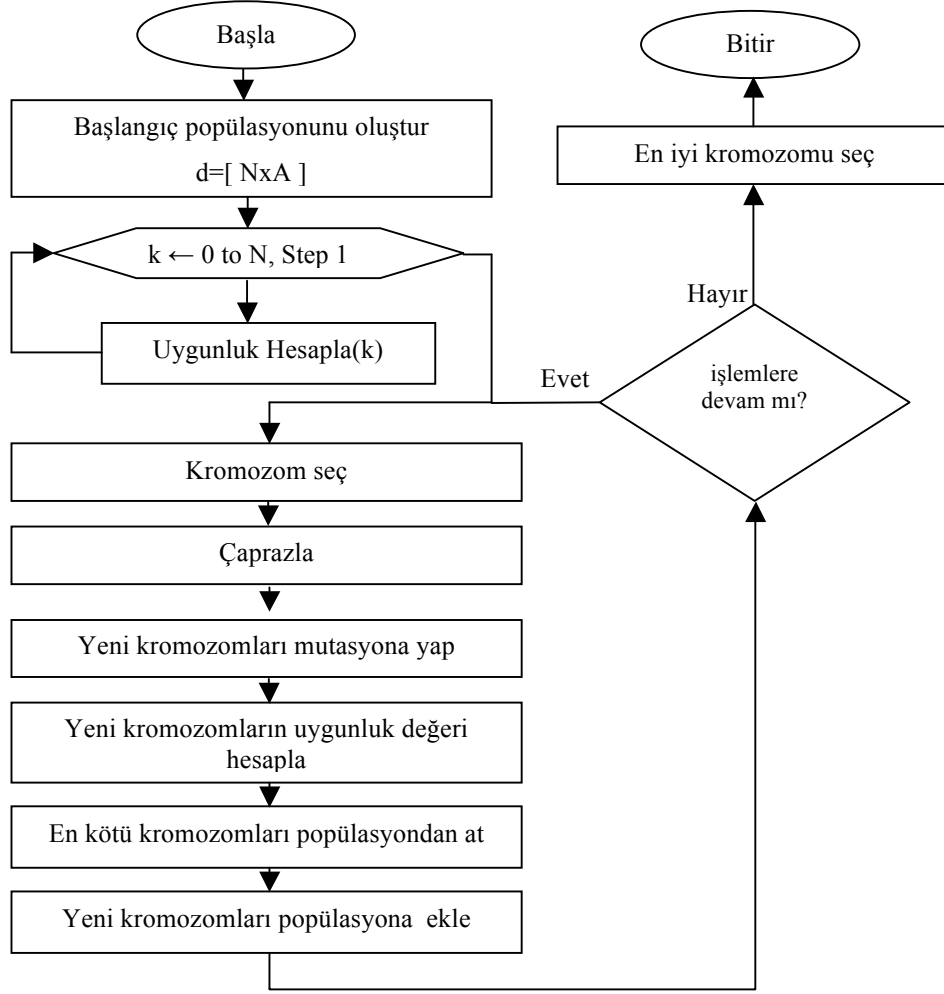 Başla
Başlangıç popülasyonunu oluştur
d=[ NxA ]
k ← 0 to N, Step 1
Uygunluk Hesapla(k)
Kromozom seç
Çaprazla
Yeni kromozomları mutasyona yap
Yeni kromozomların uygunluk değeri
hesapla
En kötü kromozomları popülasyondan at
Yeni kromozomları popülasyona ekle
işlemlere
devam mı?
Evet
Hayır
En iyi kromozomu seç
Bitir